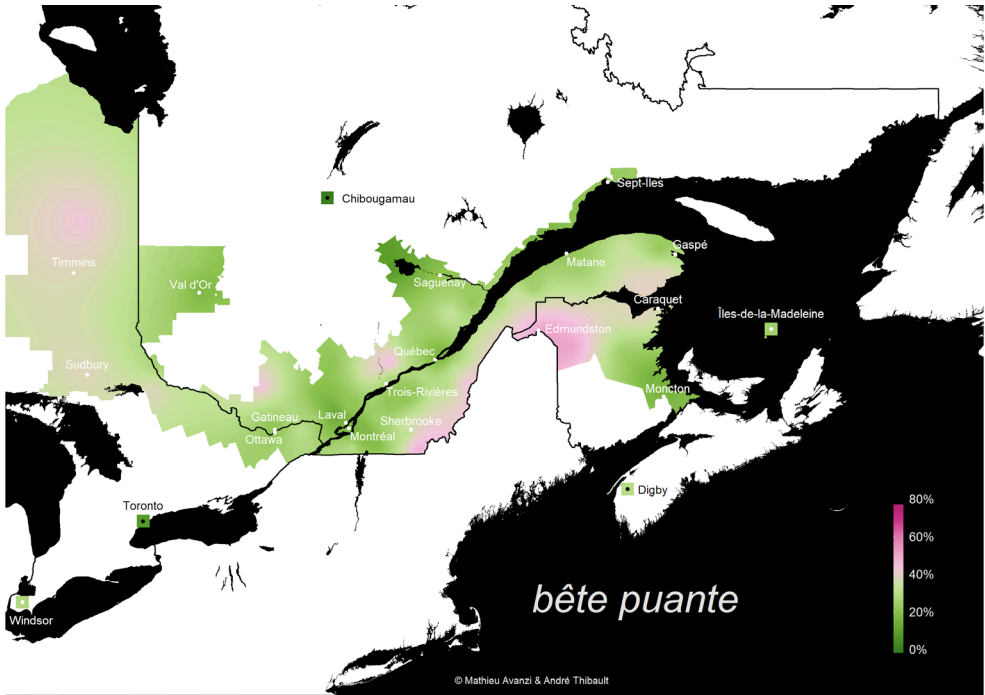 Chibougamau
Sept-Iles
Gaspé
Timmins
Matane
Val d'Or
Saguenay
Caraquet
Îles-de-la-Madeleine
Edmundston
Québec
Sudbury
Trois-Rivières
Moncton
Gatineau
Laval
Sherbrooke
Ottawa
Montréal
Digby
Toronto
80%
60%
40%
20%
0%
bête puante
Windsor
© Mathieu Avanzi & André Thibault